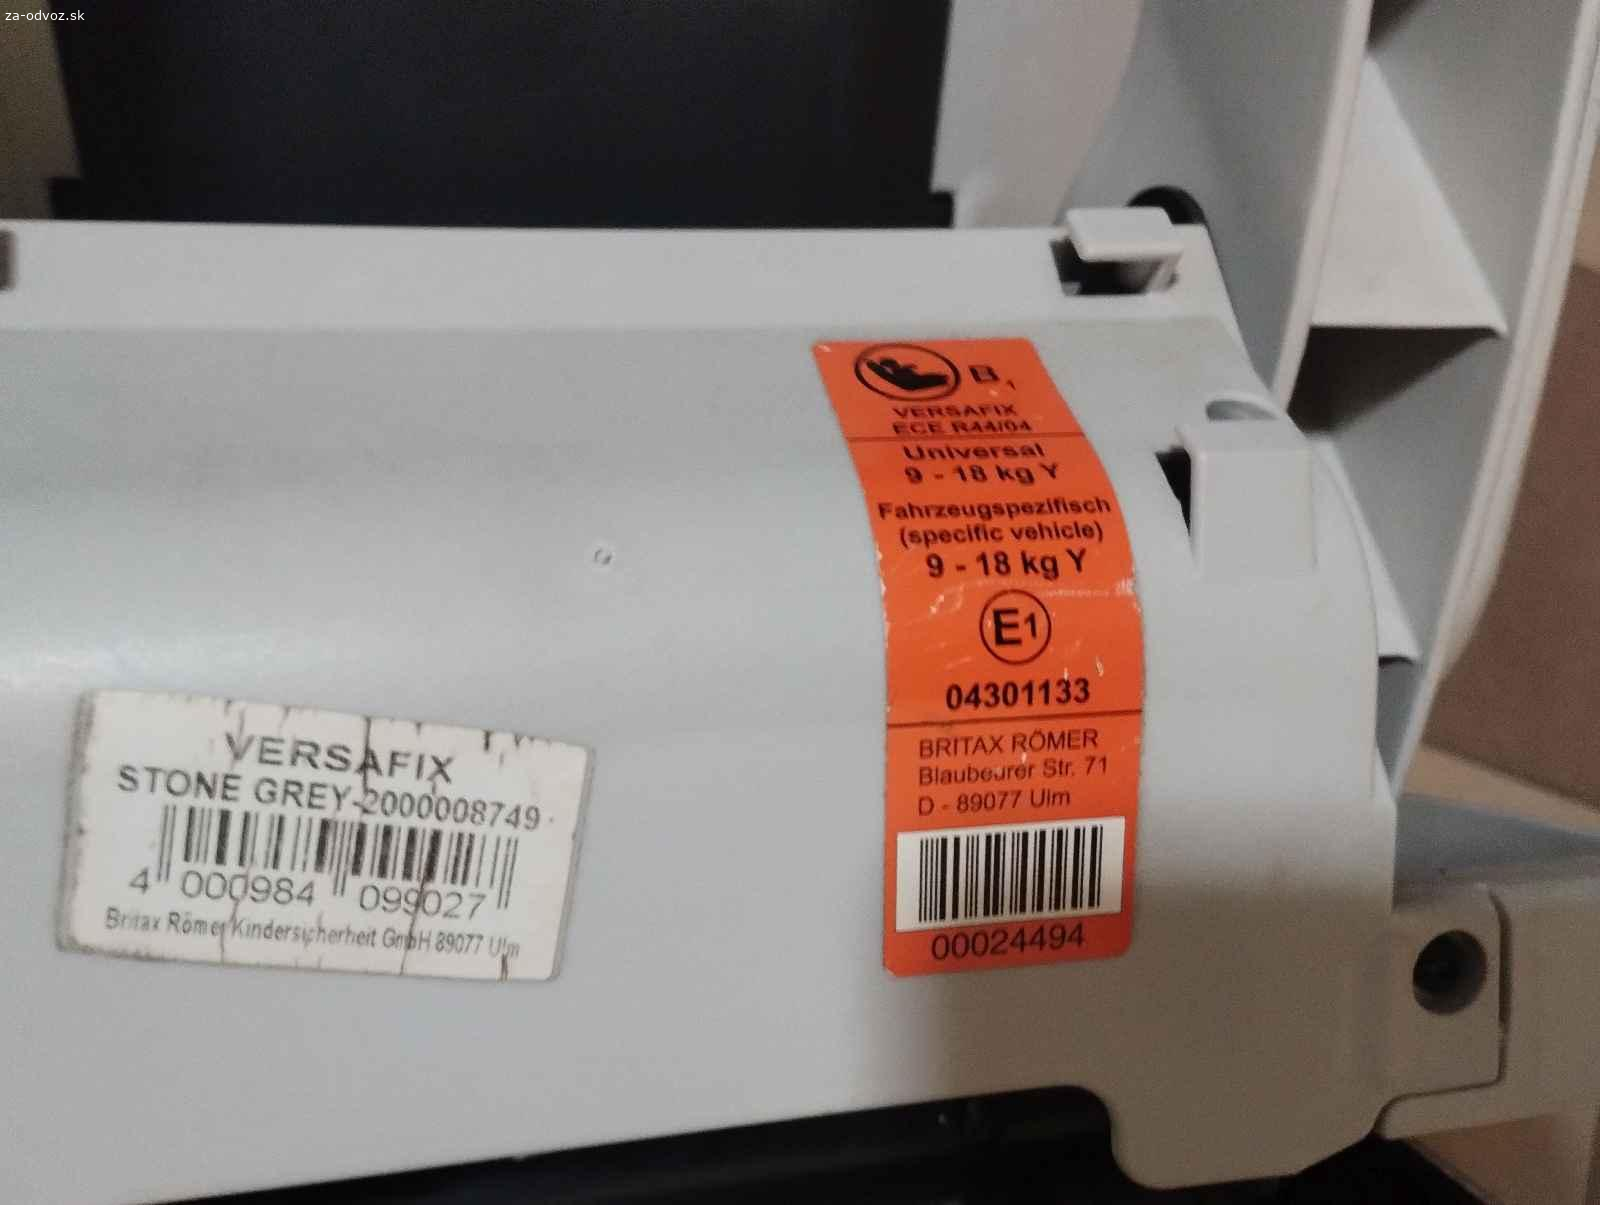 za-odvoz.sk
B 1
VERSAFIX
ECE R44/04
Universal
9 - 18 kg Y
Fahrzeugspezifisch
(specific vehicle)
9 - 18 kg Y
E1
04301133
BRITAX RÖMER
Blaubeurer Str. 71
D - 89077 Ulm
00024494
VERSAFIX
STONE GREY-2000008749
4 000984 099027
Britax Römer Kindersicherheit GmbH 89077 Ulm